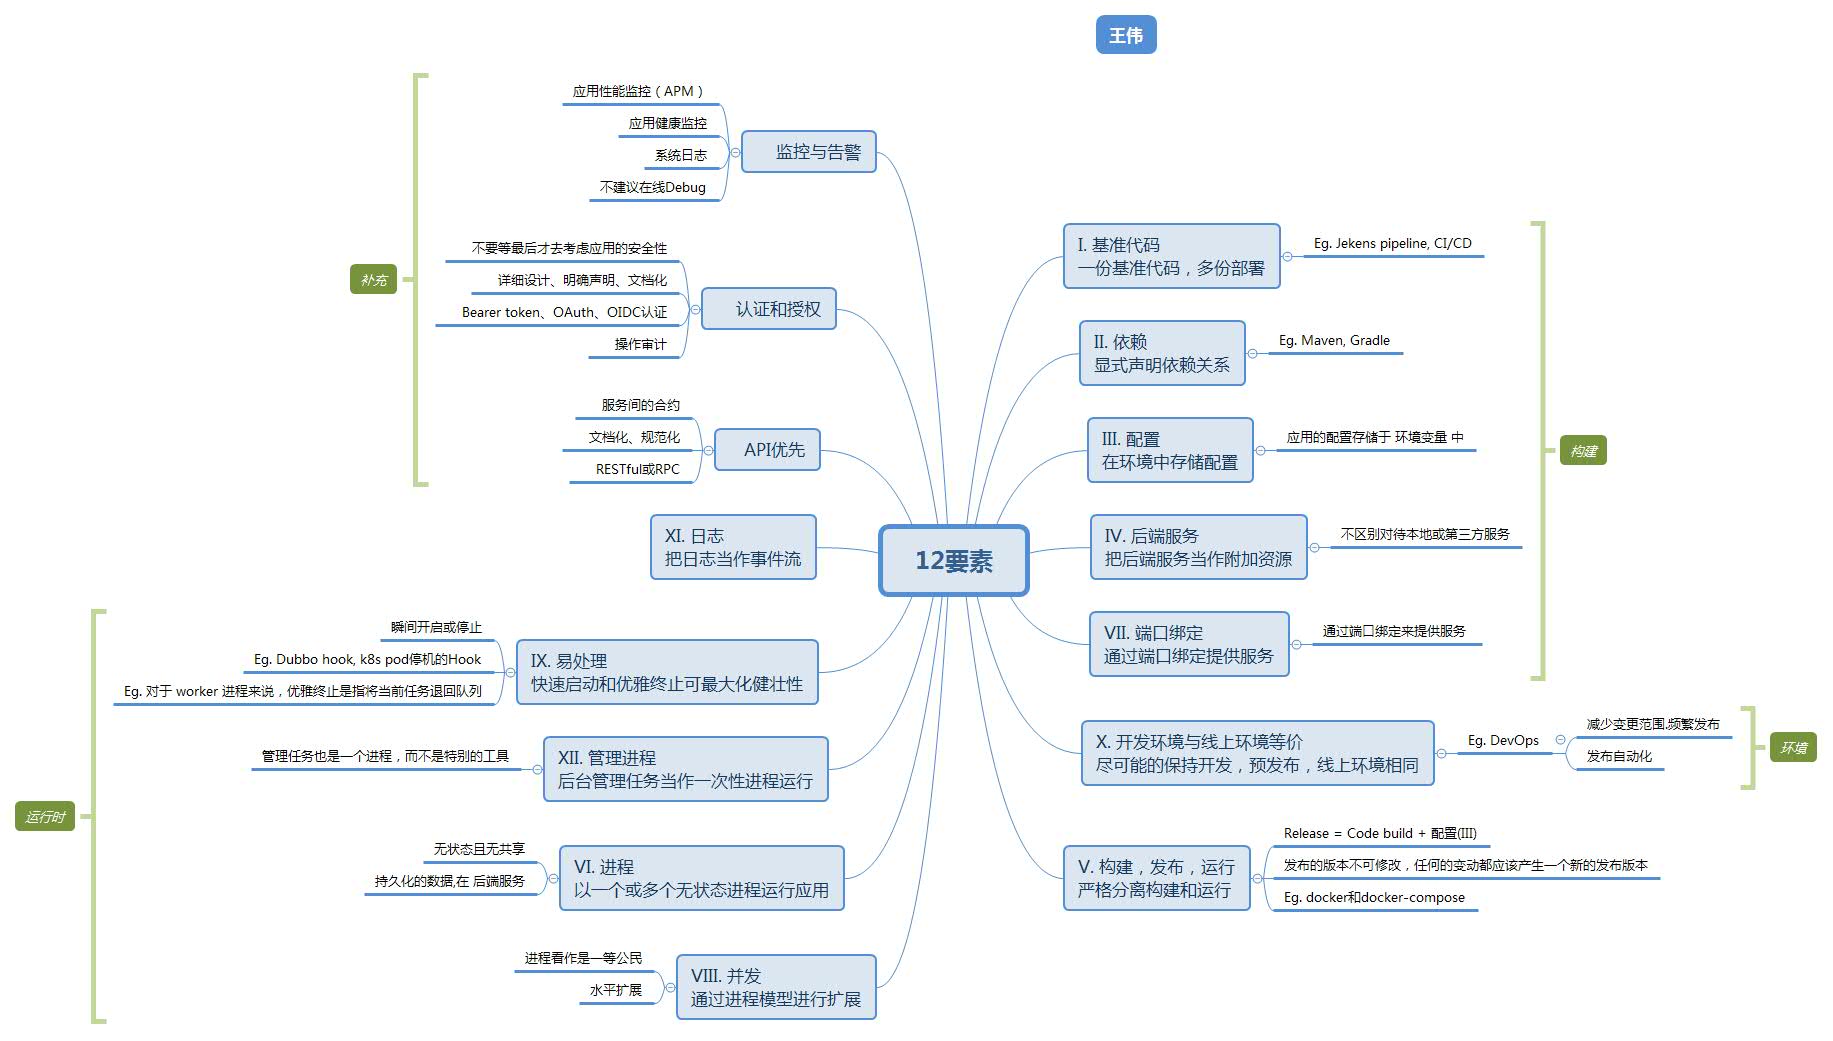 王伟
12要素
I. 基准代码
一份基准代码，多份部署
Eg. Jekens pipeline, CI/CD
II. 依赖
显式声明依赖关系
Eg. Maven, Gradle
III. 配置
在环境中存储配置
应用的配置存储于 环境变量 中
IV. 后端服务
把后端服务当作附加资源
不区别对待本地或第三方服务
VII. 端口绑定
通过端口绑定提供服务
通过端口绑定来提供服务
构建
X. 开发环境与线上环境等价
尽可能的保持开发，预发布，线上环境相同
Eg. DevOps
减少变更范围,频繁发布
发布自动化
环境
V. 构建，发布，运行
严格分离构建和运行
Release = Code build + 配置(III)
发布的版本不可修改，任何的变动都应该产生一个新的发布版本
Eg. docker和docker-compose
监控与告警
应用性能监控（APM）
应用健康监控
系统日志
不建议在线Debug
认证和授权
不要等最后才去考虑应用的安全性
详细设计、明确声明、文档化
Bearer token、OAuth、OIDC认证
操作审计
API优先
服务间的合约
文档化、规范化
RESTful或RPC
补充
XI. 日志
把日志当作事件流
IX. 易处理
快速启动和优雅终止可最大化健壮性
瞬间开启或停止
Eg. Dubbo hook, k8s pod停机的Hook
Eg. 对于 worker 进程来说，优雅终止是指将当前任务退回队列
XII. 管理进程
后台管理任务当作一次性进程运行
管理任务也是一个进程，而不是特别的工具
VI. 进程
以一个或多个无状态进程运行应用
无状态且无共享
持久化的数据,在 后端服务
VIII. 并发
通过进程模型进行扩展
进程看作是一等公民
水平扩展
运行时